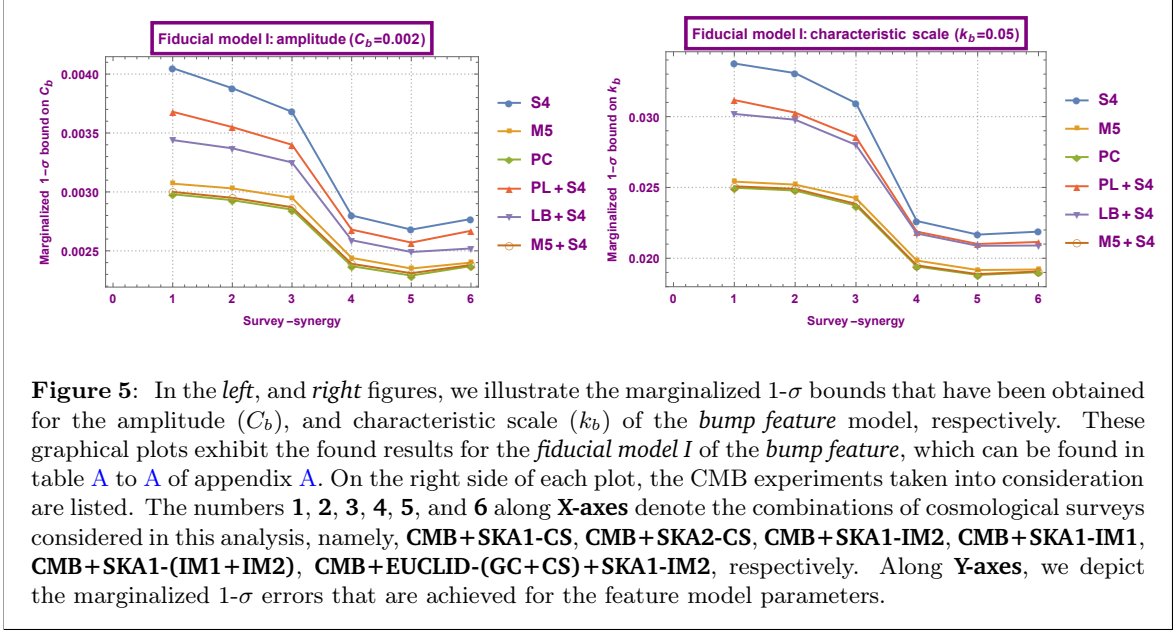 Fiducial model I: amplitude (C_b=0.002)
Marginalized 1-σ bound on C_b
0.0040
0.0035
0.0030
0.0025
0 1 2 3 4 5 6
Survey-synergy
S4
M5
PC
PL+S4
LB+S4
M5+S4
Fiducial model I: characteristic scale (k_b=0.05)
Marginalized 1-σ bound on k_b
0.030
0.025
0.020
0 1 2 3 4 5 6
Survey-synergy
S4
M5
PC
PL+S4
LB+S4
M5+S4
Figure 5: In the left, and right figures, we illustrate the marginalized 1-σ bounds that have been obtained
for the amplitude (C_b), and characteristic scale (k_b) of the bump feature model, respectively. These
graphical plots exhibit the found results for the fiducial model I of the bump feature, which can be found in
table A to A of appendix A. On the right side of each plot, the CMB experiments taken into consideration
are listed. The numbers 1, 2, 3, 4, 5, and 6 along X-axes denote the combinations of cosmological surveys
considered in this analysis, namely, CMB+SKA1-CS, CMB+SKA2-CS, CMB+SKA1-IM2, CMB+SKA1-IM1,
CMB+SKA1-(IM1+IM2), CMB+EUCLID-(GC+CS)+SKA1-IM2, respectively. Along Y-axes, we depict
the marginalized 1-σ errors that are achieved for the feature model parameters.